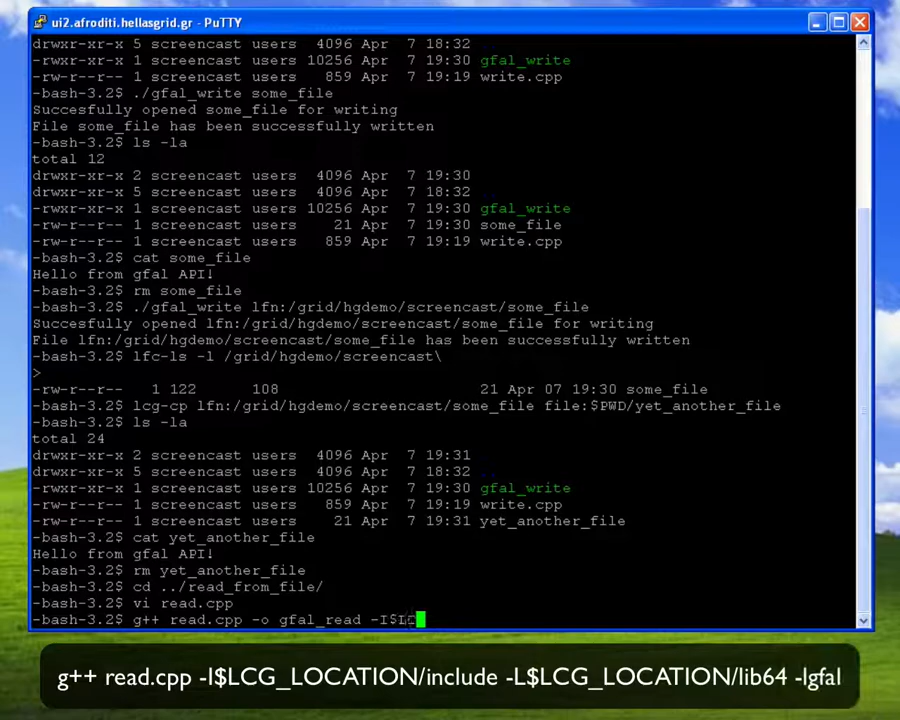 ui2.afroditi.hellasgrid.gr - PuTTY
drwxr-xr-x 5 screencast users  4096 Apr  7 18:32 ..
-rwxr-xr-x 1 screencast users 10256 Apr  7 19:30 gfal_write
-rw-r--r-- 1 screencast users   859 Apr  7 19:19 write.cpp
-bash-3.2$ ./gfal_write some_file
Succesfully opened some_file for writing
File some_file has been successfully written
-bash-3.2$ ls -la
total 12
drwxr-xr-x 2 screencast users  4096 Apr  7 19:30
drwxr-xr-x 5 screencast users  4096 Apr  7 18:32 ..
-rwxr-xr-x 1 screencast users 10256 Apr  7 19:30 gfal_write
-rw-r--r-- 1 screencast users    21 Apr  7 19:30 some_file
-rw-r--r-- 1 screencast users   859 Apr  7 19:19 write.cpp
-bash-3.2$ cat some_file
Hello from gfal API!
-bash-3.2$ rm some_file
-bash-3.2$ ./gfal_write lfn:/grid/hgdemo/screencast/some_file
Succesfully opened lfn:/grid/hgdemo/screencast/some_file for writing
File lfn:/grid/hgdemo/screencast/some_file has been successfully written
-bash-3.2$ lfc-ls -l /grid/hgdemo/screencast\
>
-rw-r--r--   1 122      108                      21 Apr 07 19:30 some_file
-bash-3.2$ lcg-cp lfn:/grid/hgdemo/screencast/some_file file:$PWD/yet_another_file
-bash-3.2$ ls -la
total 24
drwxr-xr-x 2 screencast users  4096 Apr  7 19:31
drwxr-xr-x 5 screencast users  4096 Apr  7 18:32 ..
-rwxr-xr-x 1 screencast users 10256 Apr  7 19:30 gfal_write
-rw-r--r-- 1 screencast users   859 Apr  7 19:19 write.cpp
-rw-r--r-- 1 screencast users    21 Apr  7 19:31 yet_another_file
-bash-3.2$ cat yet_another_file
Hello from gfal API!
-bash-3.2$ rm yet_another_file
-bash-3.2$ cd ../read_from_file/
-bash-3.2$ vi read.cpp
-bash-3.2$ g++ read.cpp -o gfal_read -I$LC
g++ read.cpp -I$LCG_LOCATION/include -L$LCG_LOCATION/lib64 -lgfal